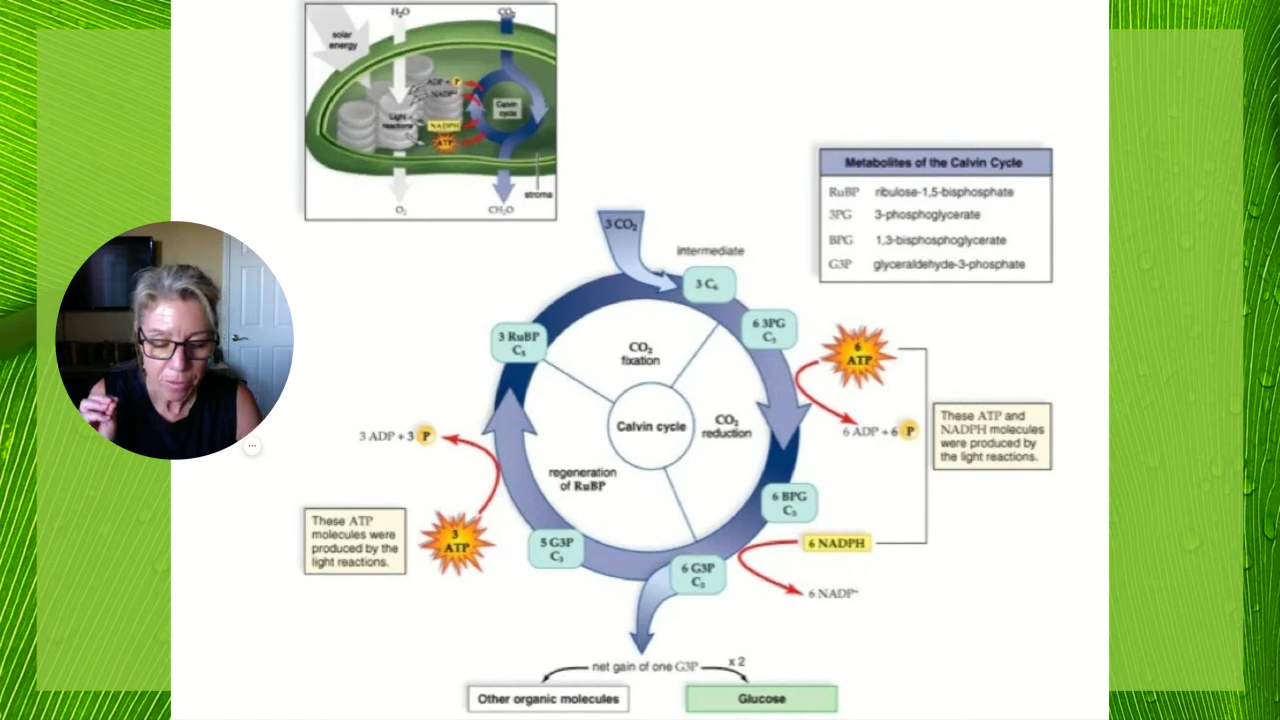 H₂O
CO₂
solar
energy
ADP + P
NADP⁺
Light
reactions
Calvin
cycle
NADPH
ATP
stroma
O₂
CH₂O
Metabolites of the Calvin Cycle
RuBP ribulose-1,5-bisphosphate
3PG 3-phosphoglycerate
BPG 1,3-bisphosphoglycerate
G3P glyceraldehyde-3-phosphate
3 CO₂
intermediate
3 C₆
6 3PG
C₃
3 RuBP
C₅
CO₂
fixation
6
ATP
Calvin cycle
CO₂
reduction
6 ADP + 6 P
These ATP and
NADPH molecules
were produced by
the light reactions.
3 ADP + 3 P
regeneration
of RuBP
6 BPG
C₃
These ATP
molecules were
produced by the
light reactions.
3
ATP
5 G3P
C₃
6 NADPH
6 G3P
C₃
6 NADP⁺
net gain of one G3P
x 2
Other organic molecules
Glucose